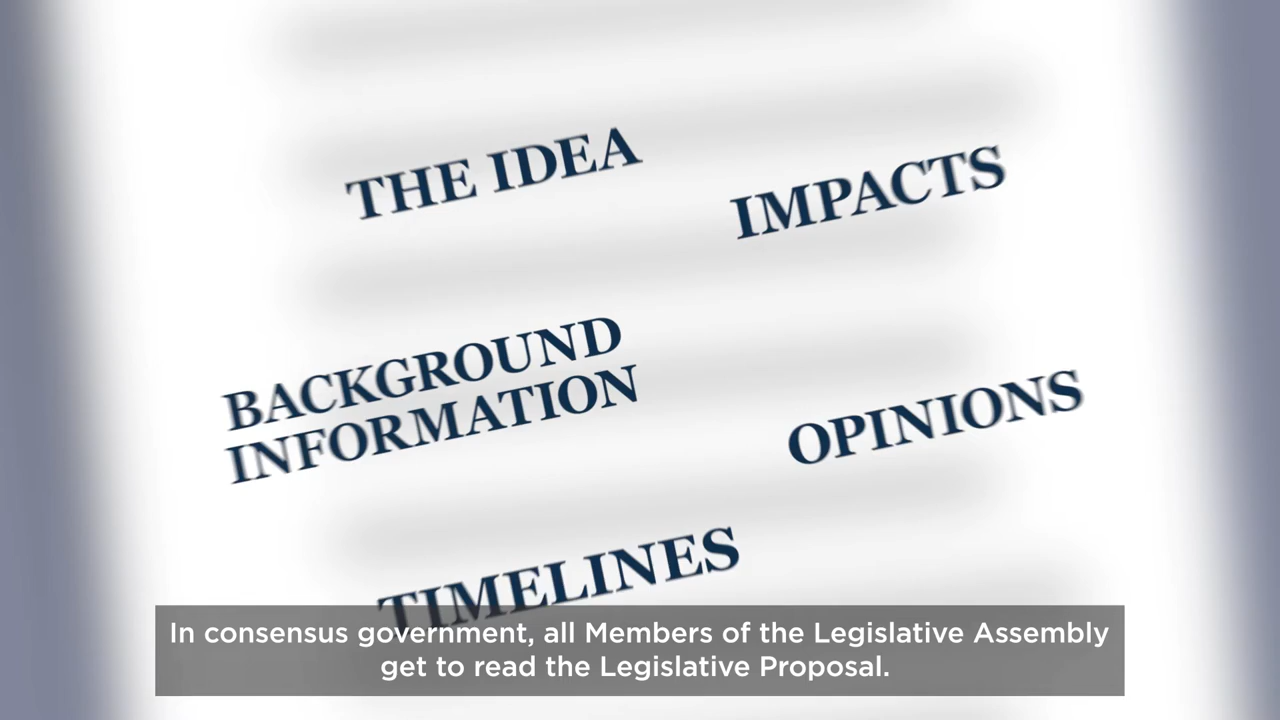 THE IDEA
IMPACTS
BACKGROUND
INFORMATION
OPINIONS
TIMELINES
In consensus government, all Members of the Legislative Assembly
get to read the Legislative Proposal.